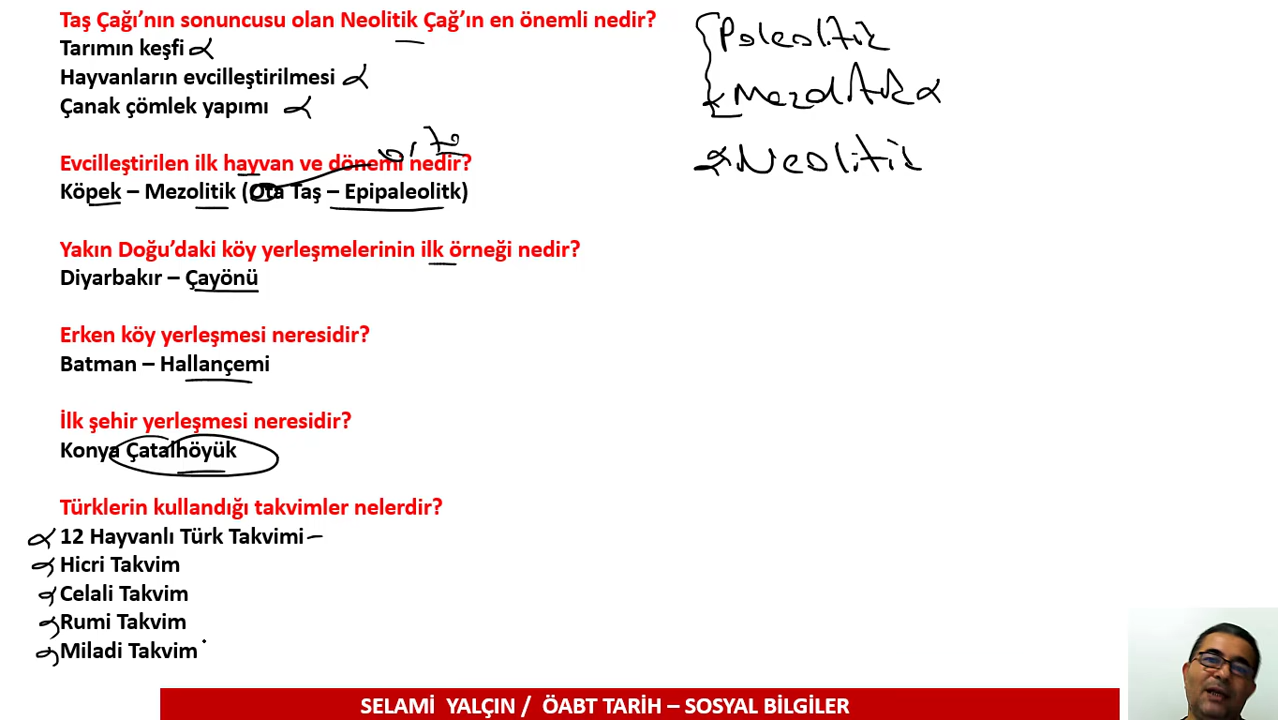 Taş Çağı’nın sonuncusu olan Neolitik Çağ’ın en önemli nedir?
Tarımın keşfi
Hayvanların evcilleştirilmesi
Çanak çömlek yapımı
Paleolitik
Mezolitik
Neolitik
orta
Evcilleştirilen ilk hayvan ve dönemi nedir?
Köpek – Mezolitik (Ota Taş – Epipaleolitk)
Yakın Doğu’daki köy yerleşmelerinin ilk örneği nedir?
Diyarbakır – Çayönü
Erken köy yerleşmesi neresidir?
Batman – Hallançemi
İlk şehir yerleşmesi neresidir?
Konya Çatalhöyük
Türklerin kullandığı takvimler nelerdir?
12 Hayvanlı Türk Takvimi
Hicri Takvim
Celali Takvim
Rumi Takvim
Miladi Takvim
SELAMİ YALÇIN / ÖABT TARİH – SOSYAL BİLGİLER